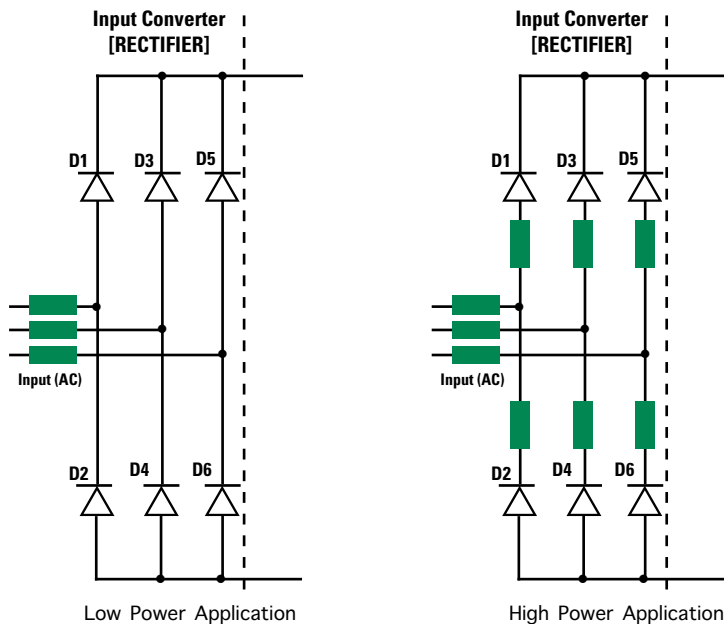 Input Converter
[RECTIFIER]
D1 D3 D5
Input (AC)
D2 D4 D6
Low Power Application
Input Converter
[RECTIFIER]
D1 D3 D5
Input (AC)
D2 D4 D6
High Power Application